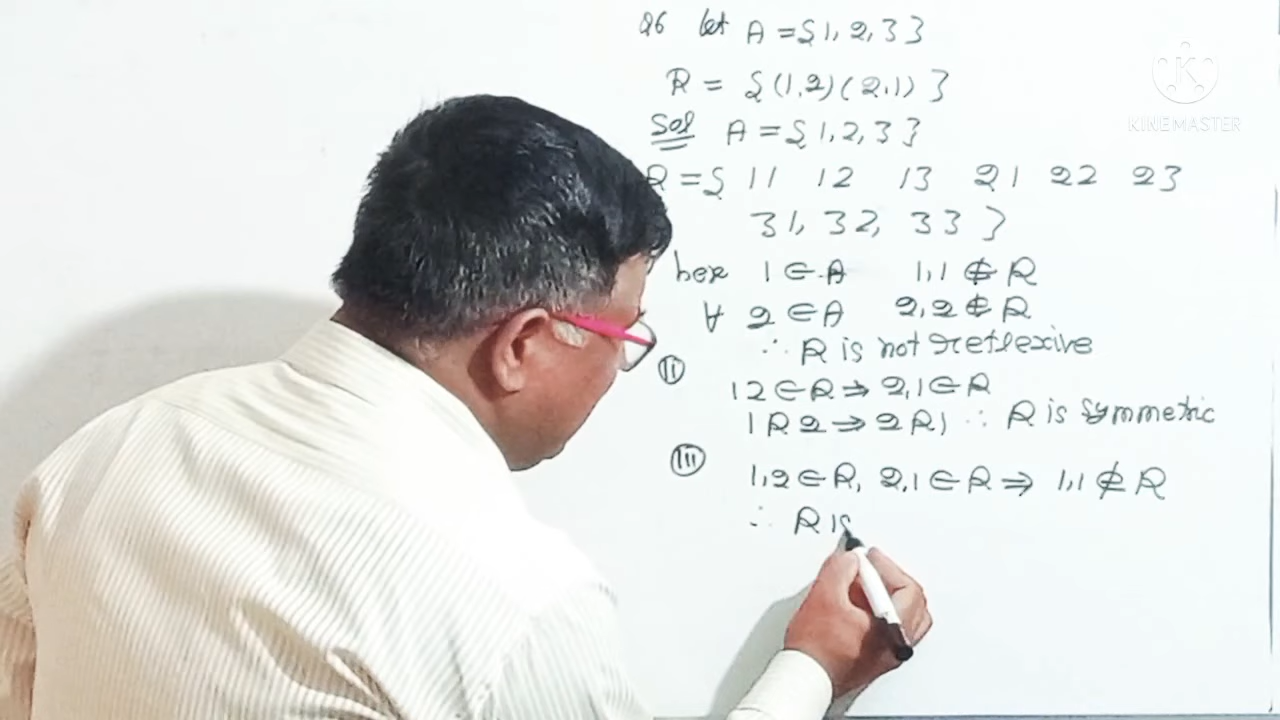 Q6 let A = {1, 2, 3}
R = {(1,2)(2,1)}
Sol A = {1, 2, 3}
R = { 11 12 13 21 22 23
31, 32, 33 }
her 1 ∈ A 1,1 ∉ R
∀ 2 ∈ A 2,2 ∉ R
∴ R is not reflexive
(ii) 12 ∈ R ⇒ 2,1 ∈ R
1 R 2 ⇒ 2 R 1 ∴ R is symmetric
(iii) 1,2 ∈ R, 2,1 ∈ R ⇒ 1,1 ∉ R
∴ R is
K
KINEMASTER